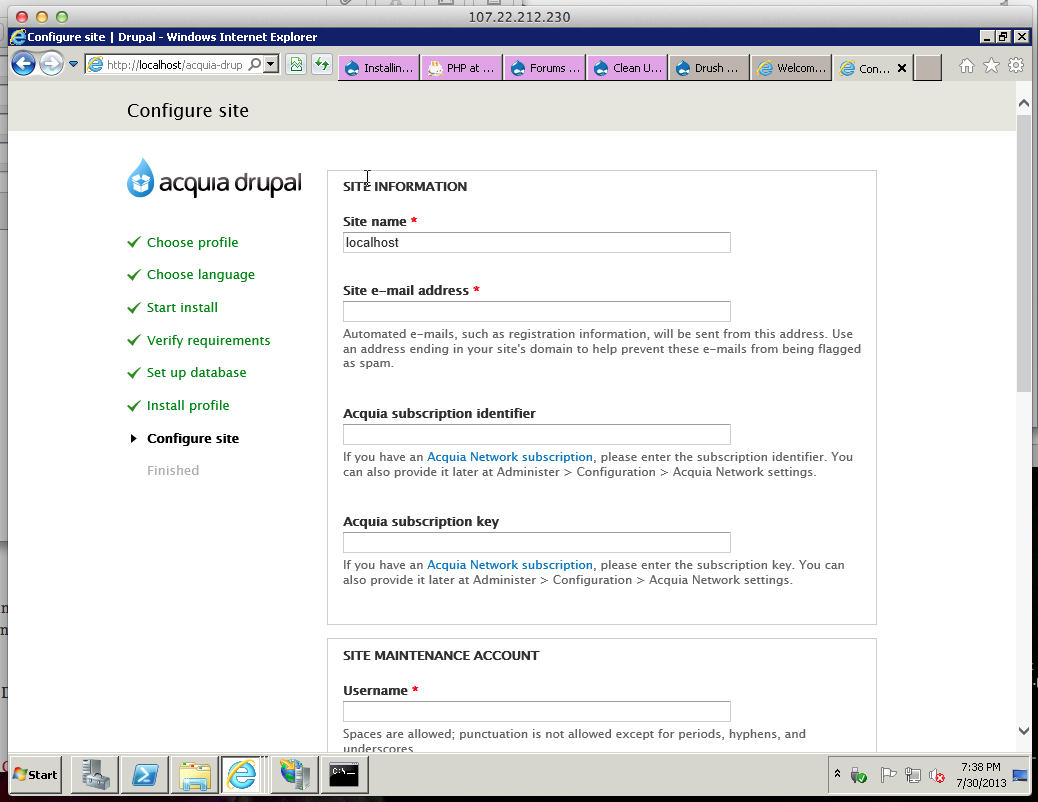 107.22.212.230
Configure site | Drupal - Windows Internet Explorer
http://localhost/acquia-drup
Installin...
PHP at ...
Forums ...
Clean U...
Drush ...
Welcom...
Con...
Configure site
acquia drupal
Choose profile
Choose language
Start install
Verify requirements
Set up database
Install profile
Configure site
Finished
SITE INFORMATION
Site name *
localhost
Site e-mail address *
Automated e-mails, such as registration information, will be sent from this address. Use
an address ending in your site's domain to help prevent these e-mails from being flagged
as spam.
Acquia subscription identifier
If you have an Acquia Network subscription, please enter the subscription identifier. You
can also provide it later at Administer > Configuration > Acquia Network settings.
Acquia subscription key
If you have an Acquia Network subscription, please enter the subscription key. You can
also provide it later at Administer > Configuration > Acquia Network settings.
SITE MAINTENANCE ACCOUNT
Username *
Spaces are allowed; punctuation is not allowed except for periods, hyphens, and
underscores
Start
7:38 PM
7/30/2013